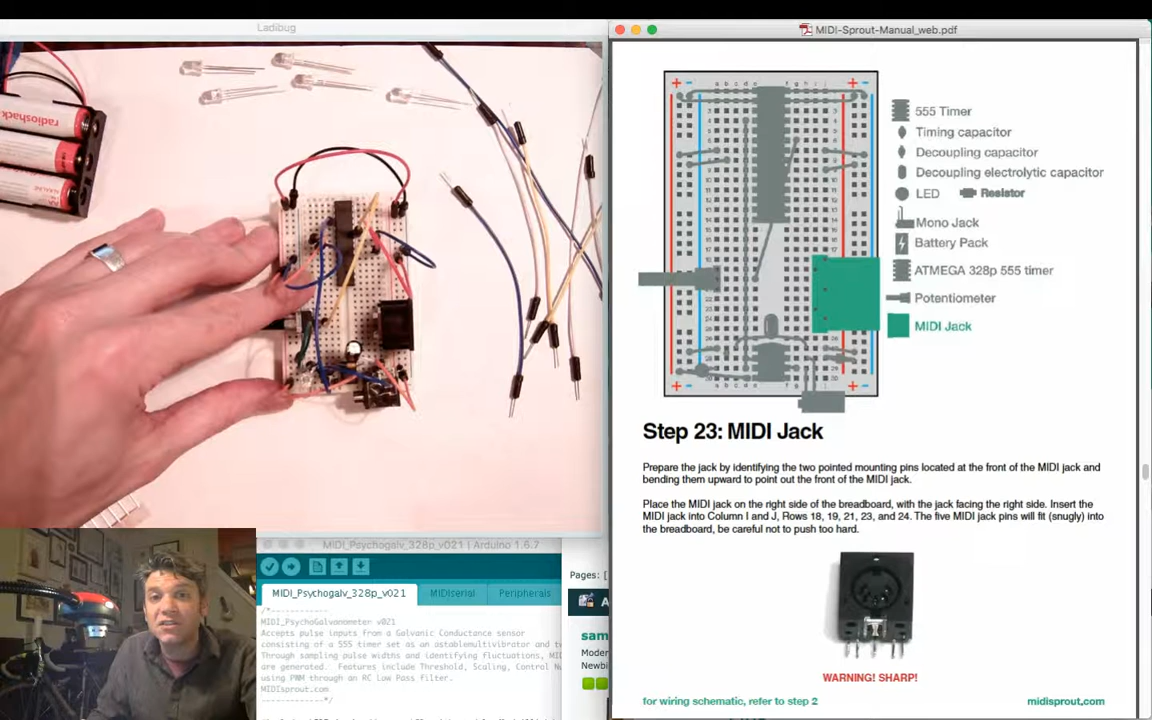 Ladibug
radioshack
radioshack
MIDI-Sprout-Manual_web.pdf
555 Timer
Timing capacitor
Decoupling capacitor
Decoupling electrolytic capacitor
LED
Resistor
Mono Jack
Battery Pack
ATMEGA 328p 555 timer
Potentiometer
MIDI Jack
Step 23: MIDI Jack
Prepare the jack by identifying the two pointed mounting pins located at the front of the MIDI jack and
bending them upward to point out the front of the MIDI jack.
Place the MIDI jack on the right side of the breadboard, with the jack facing the right side. Insert the
MIDI jack into Column I and J, Rows 18, 19, 21, 23, and 24. The five MIDI jack pins will fit (snugly) into
the breadboard, be careful not to push too hard.
WARNING! SHARP!
for wiring schematic, refer to step 2
midisprout.com
MIDI_Psychogalv_328p_v021 | Arduino 1.6.7
MIDI_Psychogalv_328p_v021
MIDIserial
Peripherals
/*------------
MIDI_PsychoGalvanometer v021
Accepts pulse inputs from a Galvanic Conductance sensor
consisting of a 555 timer set as an astablemultivibrator and tw
Through sampling pulse widths and identifying fluctuations, MID
are generated.  Features include Threshold, Scaling, Control Nu
using PWM through an RC Low Pass filter.
MIDIsprout.com
-------------*/
Pages: [
A
sam
Moder
Newbi